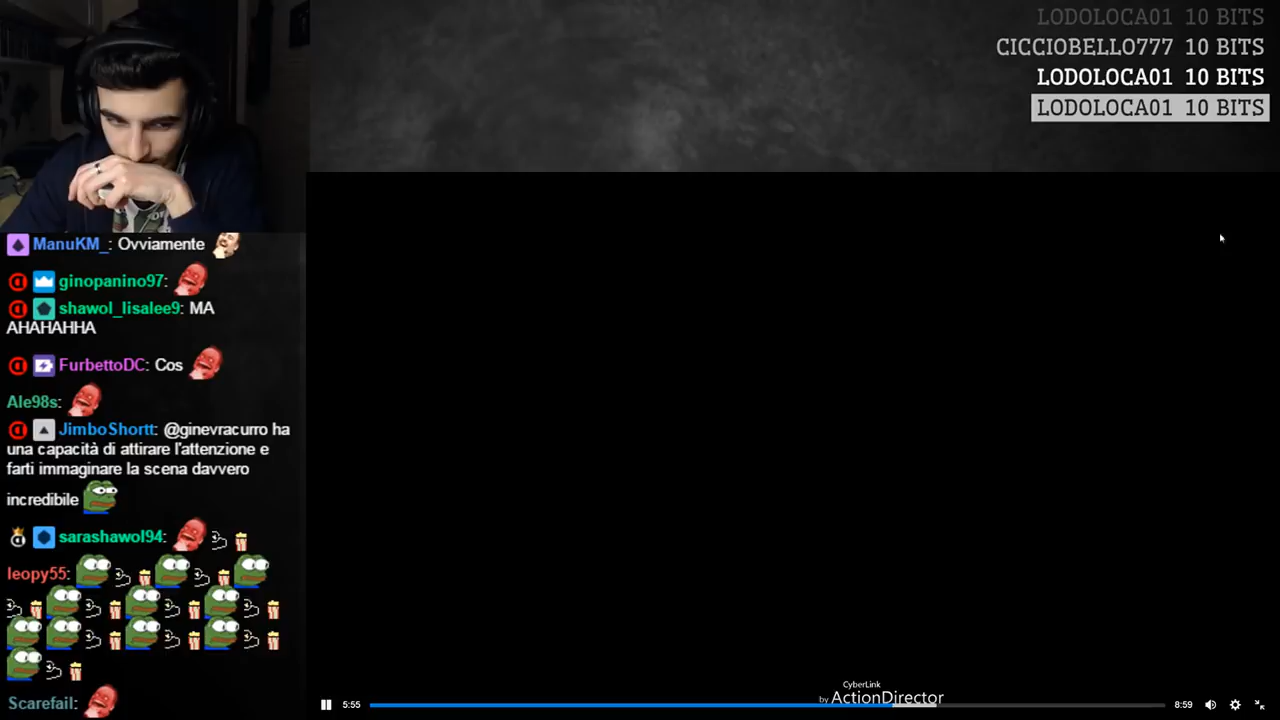 LODOLOCA01 10 BITS
CICCIOBELLO777 10 BITS
LODOLOCA01 10 BITS
LODOLOCA01 10 BITS
ManuKM_: Ovviamente
ginopanino97:
shawol_lisalee9: MA
AHAHAHHA
FurbettoDC: Cos
Ale98s:
JimboShortt: @ginevracurro ha
una capacità di attirare l'attenzione e
farti immaginare la scena davvero
incredibile
sarashawol94:
leopy55:
Scarefail:
CyberLink
by ActionDirector
5:55
8:59